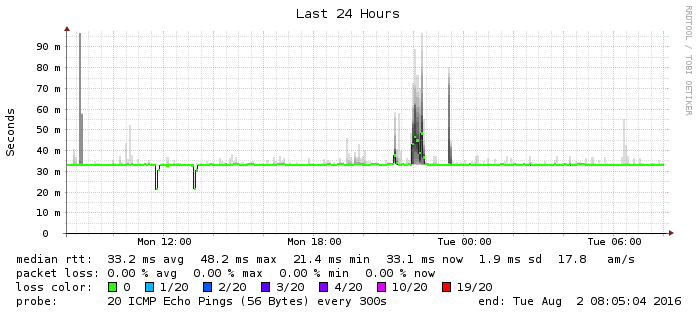 Last 24 Hours
RRDTOOL / TOBI OETIKER
Seconds
90 m
80 m
70 m
60 m
50 m
40 m
30 m
20 m
10 m
0
Mon 12:00 Mon 18:00 Tue 00:00 Tue 06:00
median rtt: 33.2 ms avg 48.2 ms max 21.4 ms min 33.1 ms now 1.9 ms sd 17.8 am/s
packet loss: 0.00 % avg 0.00 % max 0.00 % min 0.00 % now
loss color: 0 1/20 2/20 3/20 4/20 10/20 19/20
probe: 20 ICMP Echo Pings (56 Bytes) every 300s end: Tue Aug 2 08:05:04 2016